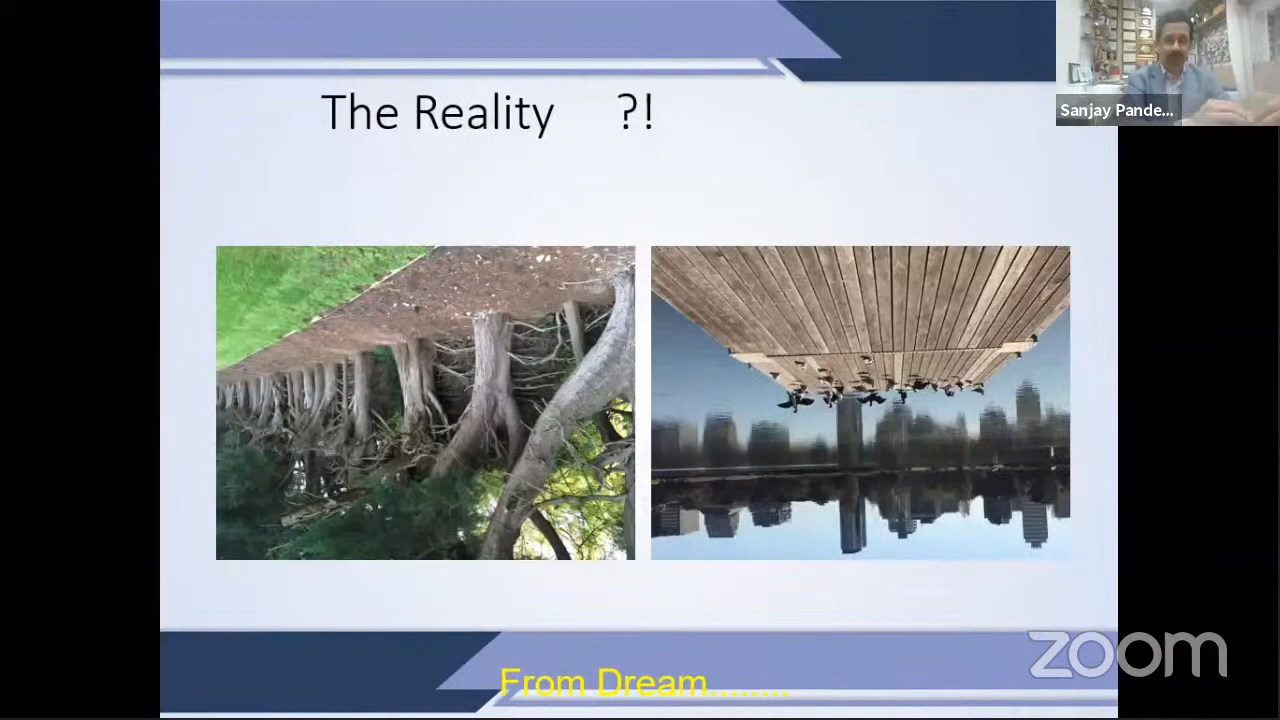 The Reality ?!
Sanjay Pande...
From Dream........
zoom